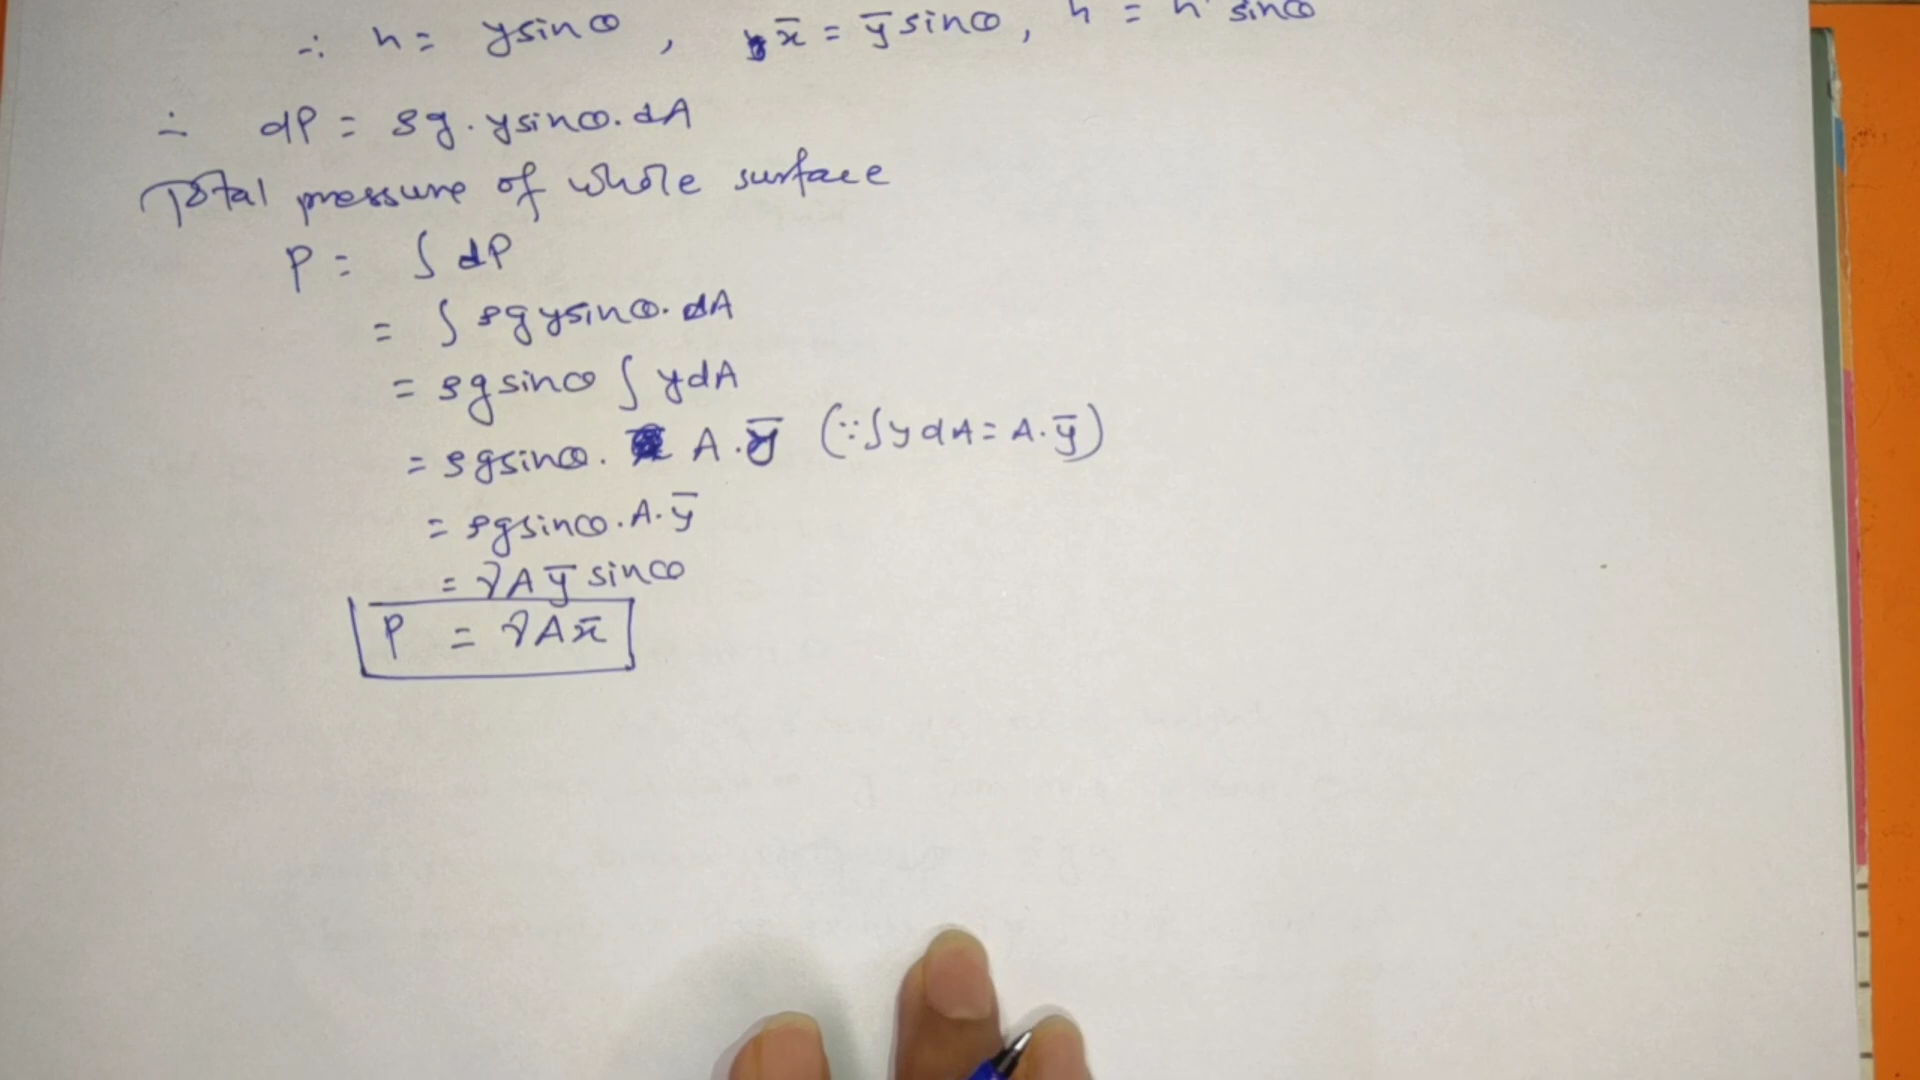 ∴ h = y sinθ, x̄ = ȳ sinθ, h = h' sinθ
∴ dP = ρg. y sinθ. dA
Total pressure of whole surface
P = ∫ dP
= ∫ ρg y sinθ. dA
= ρg sinθ ∫ y dA
= ρg sinθ. A. ȳ (∵ ∫ y dA = A. ȳ)
= ρg sinθ. A. ȳ
= γ A ȳ sinθ
P = γ A x̄